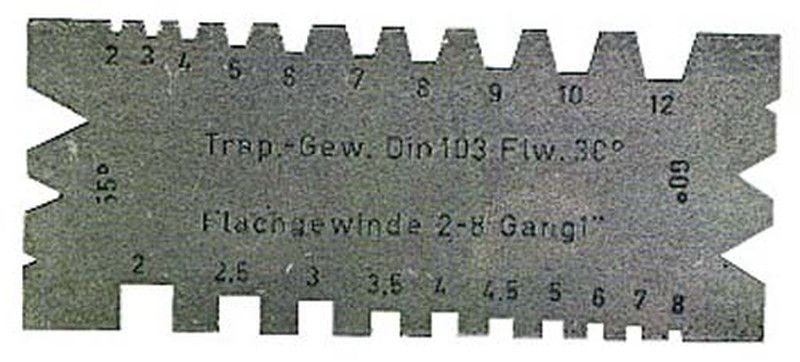 2 3 4 5 6 7 8 9 10 12
Trap.-Gew. Din 103 Flw. 30°
55° 60°
Flachgewinde 2-8 Gang/"
2 2,5 3 3,5 4 4,5 5 6 7 8